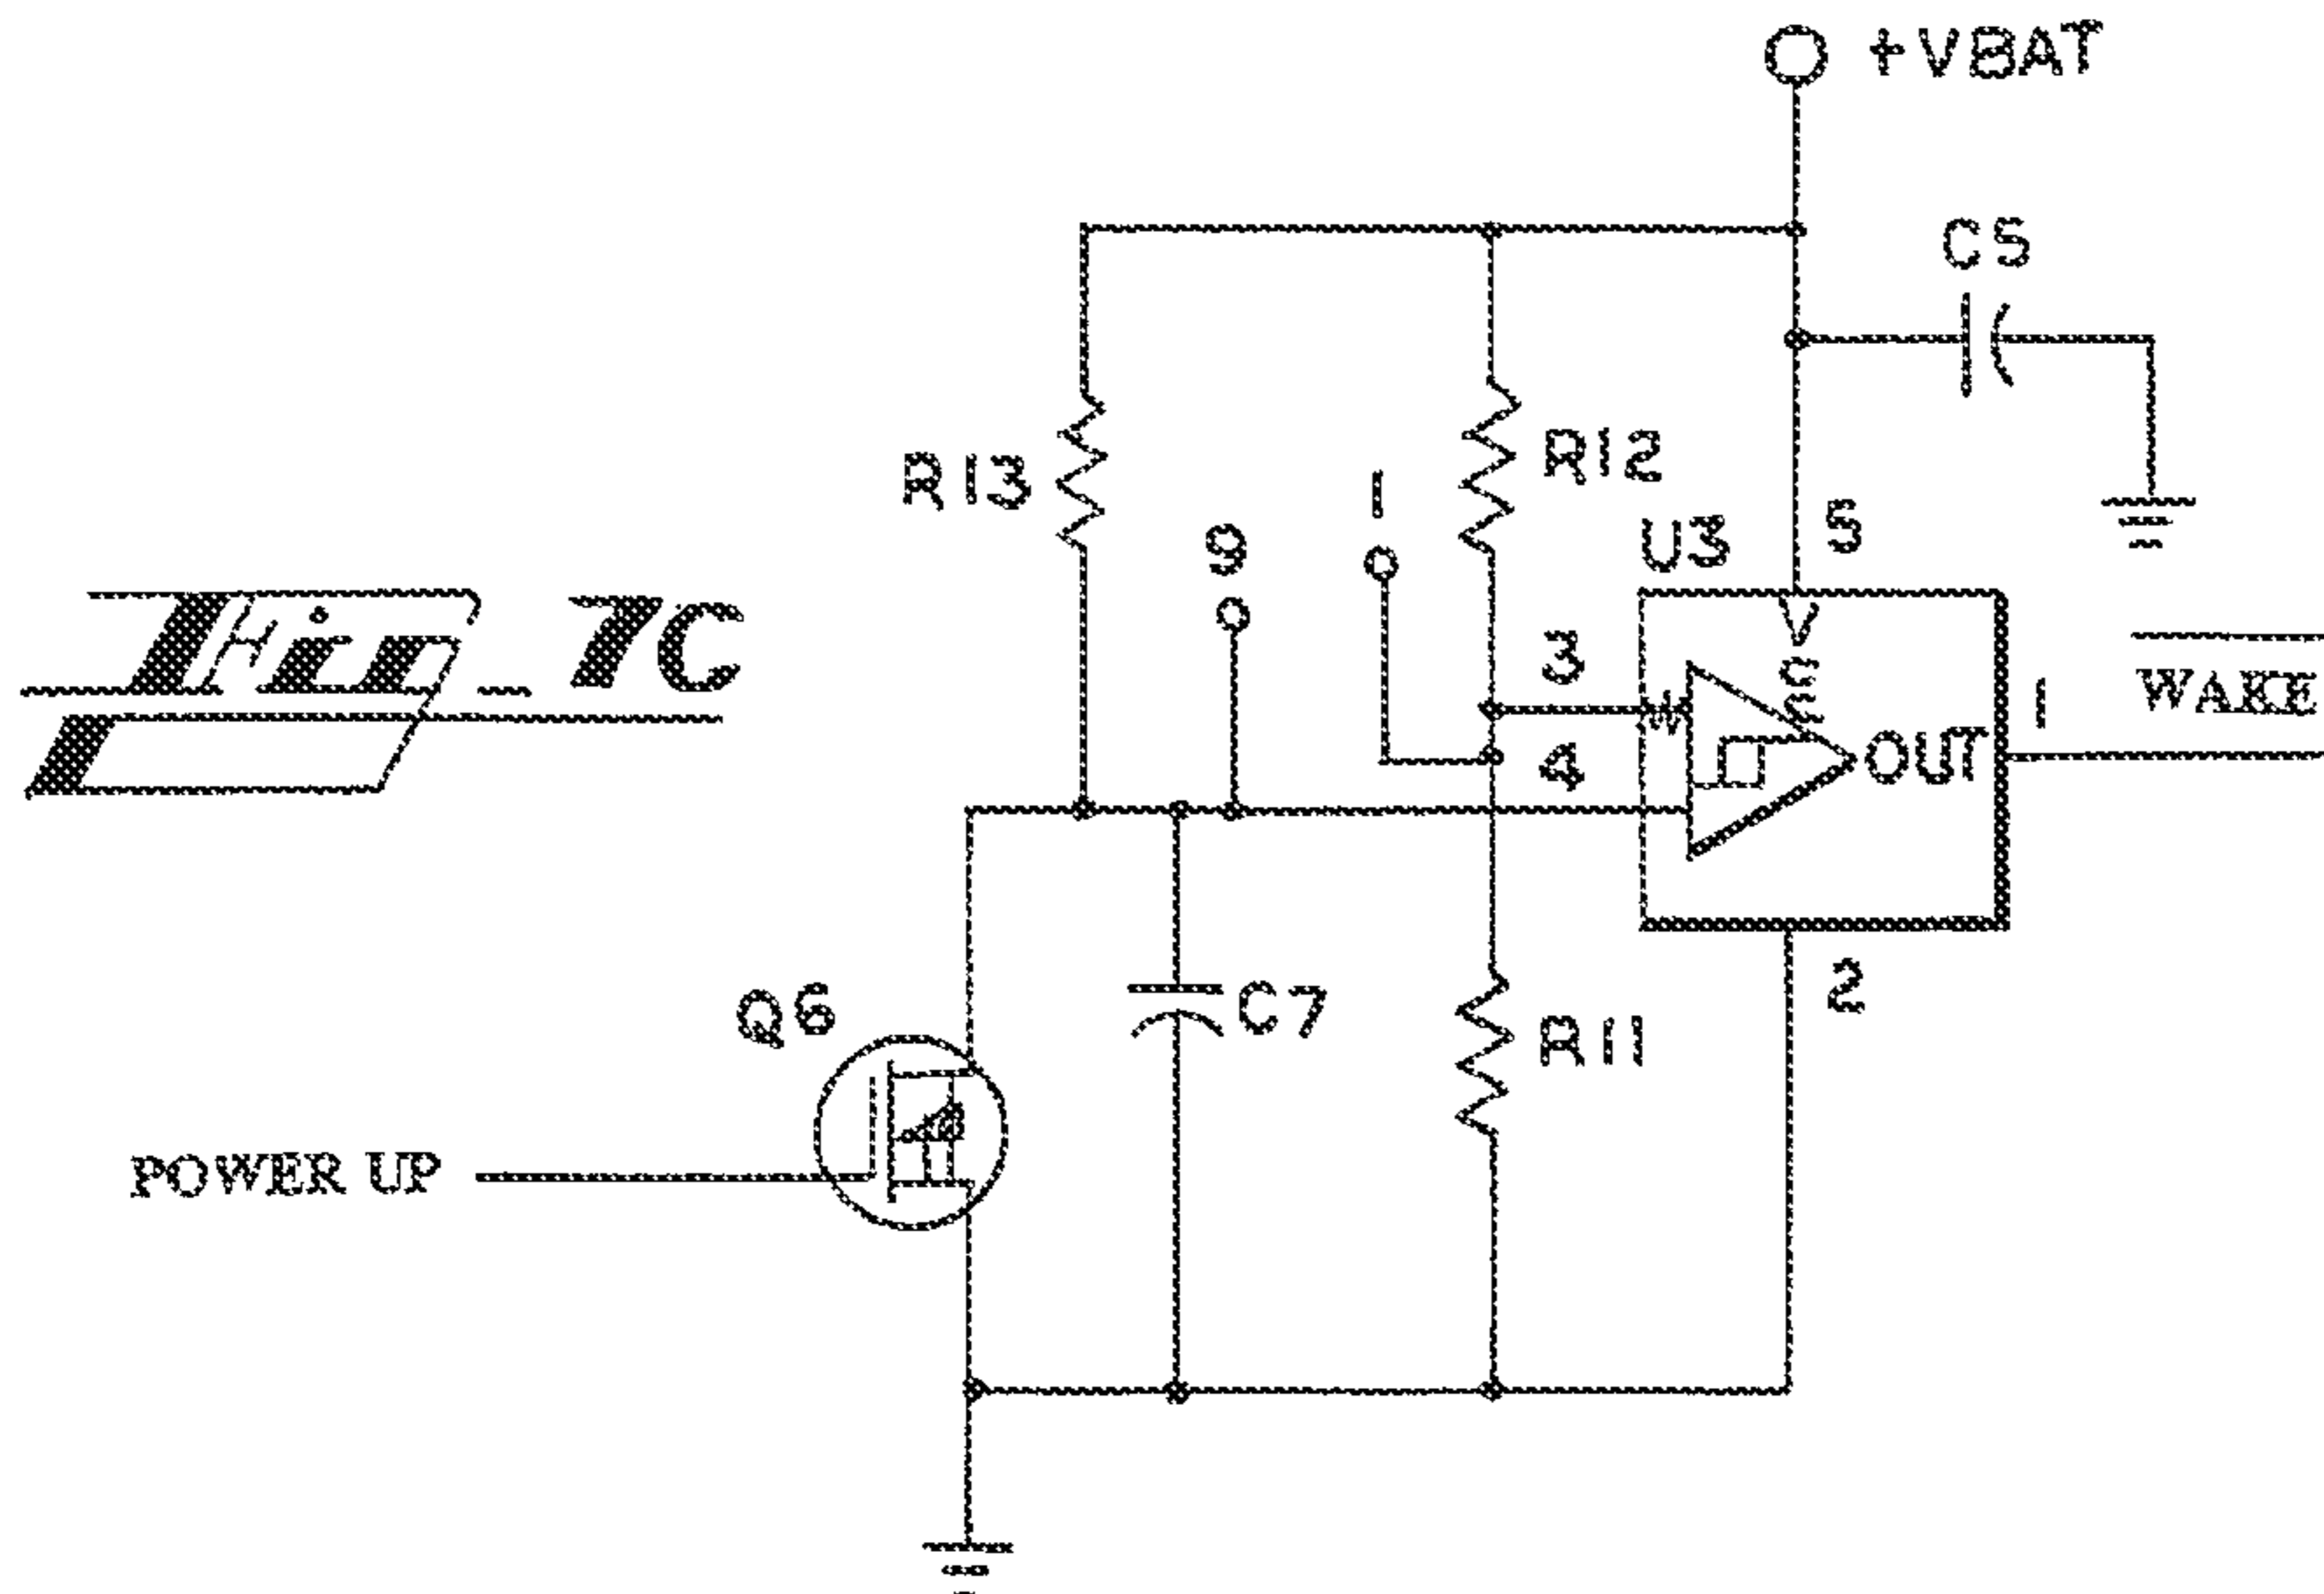 +VBAT
C5
R13
R12
9
1
U3
5
Fig_7C
3
VCC
WAKE
4
OUT
1
Q6
C7
R11
2
POWER UP